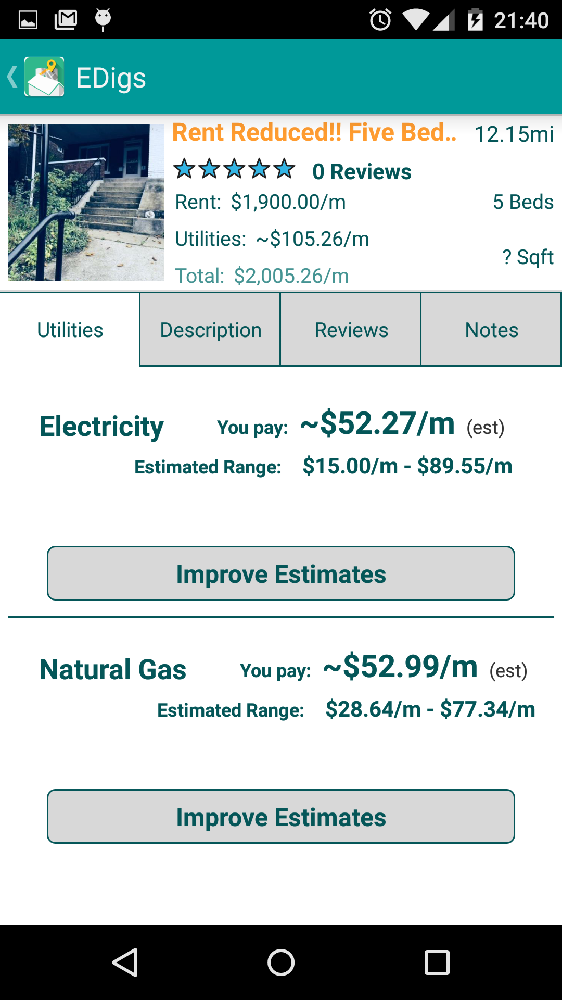 21:40
EDigs
Rent Reduced!! Five Bed.. 12.15mi
0 Reviews
Rent: $1,900.00/m 5 Beds
Utilities: ~$105.26/m
? Sqft
Total: $2,005.26/m
Utilities Description Reviews Notes
Electricity You pay: ~$52.27/m (est)
Estimated Range: $15.00/m - $89.55/m
Improve Estimates
Natural Gas You pay: ~$52.99/m (est)
Estimated Range: $28.64/m - $77.34/m
Improve Estimates